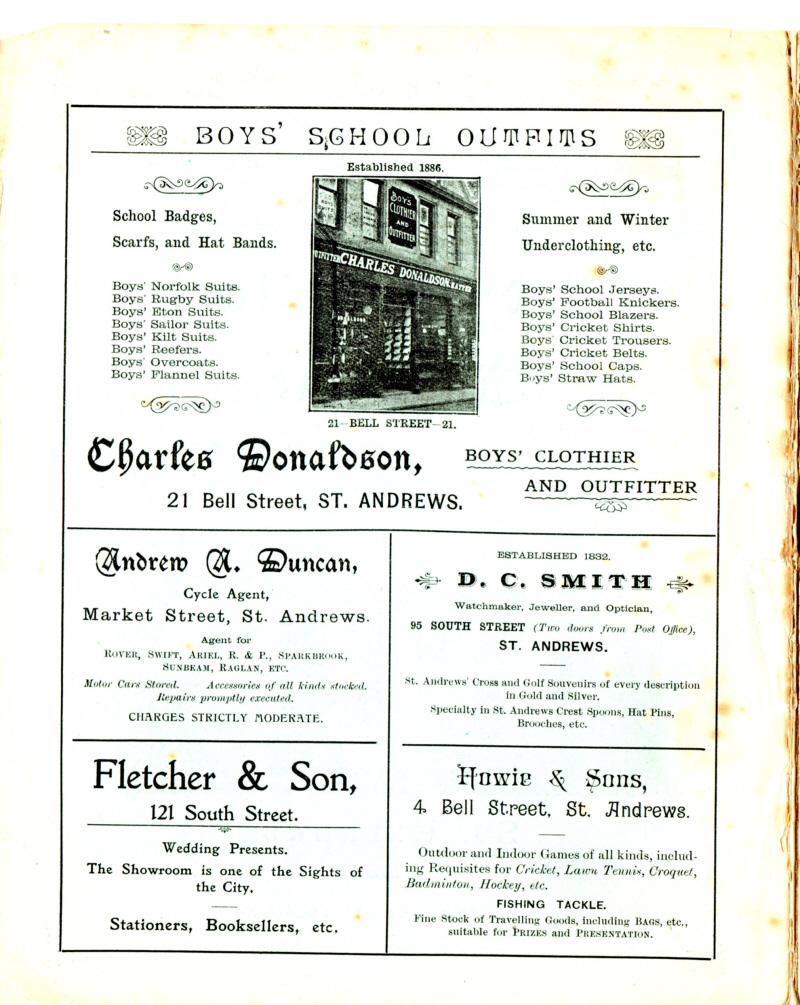 BOYS' SCHOOL OUTFITS
Established 1886.
School Badges,
Scarfs, and Hat Bands.
Boys' Norfolk Suits.
Boys' Rugby Suits.
Boys' Eton Suits.
Boys' Sailor Suits.
Boys' Kilt Suits.
Boys' Reefers.
Boys' Overcoats.
Boys' Flannel Suits.
BOYS'
CLOTHIER
AND
OUTFITTER
OUTFITTER CHARLES DONALDSON. HATTER
21—BELL STREET—21.
Summer and Winter
Underclothing, etc.
Boys' School Jerseys.
Boys' Football Knickers.
Boys' School Blazers.
Boys' Cricket Shirts.
Boys' Cricket Trousers.
Boys' Cricket Belts.
Boys' School Caps.
Boys' Straw Hats.
Charles Donaldson,
BOYS' CLOTHIER
AND OUTFITTER
21 Bell Street, ST. ANDREWS.
Andrew A. Duncan,
Cycle Agent,
Market Street, St. Andrews.
Agent for
ROVER, SWIFT, ARIEL, R. & P., SPARKBROOK,
SUNBEAM, RAGLAN, ETC.
Motor Cars Stored. Accessories of all kinds stocked.
Repairs promptly executed.
CHARGES STRICTLY MODERATE.
ESTABLISHED 1832.
D. C. SMITH
Watchmaker, Jeweller, and Optician,
95 SOUTH STREET (Two doors from Post Office),
ST. ANDREWS.
St. Andrews' Cross and Golf Souvenirs of every description
in Gold and Silver.
Specialty in St. Andrews Crest Spoons, Hat Pins,
Brooches, etc.
Fletcher & Son,
121 South Street.
Wedding Presents.
The Showroom is one of the Sights of
the City.
Stationers, Booksellers, etc.
Howie & Sons,
4 Bell Street, St. Andrews.
Outdoor and Indoor Games of all kinds, includ-
ing Requisites for Cricket, Lawn Tennis, Croquet,
Badminton, Hockey, etc.
FISHING TACKLE.
Fine Stock of Travelling Goods, including BAGS, etc.,
suitable for PRIZES and PRESENTATION.